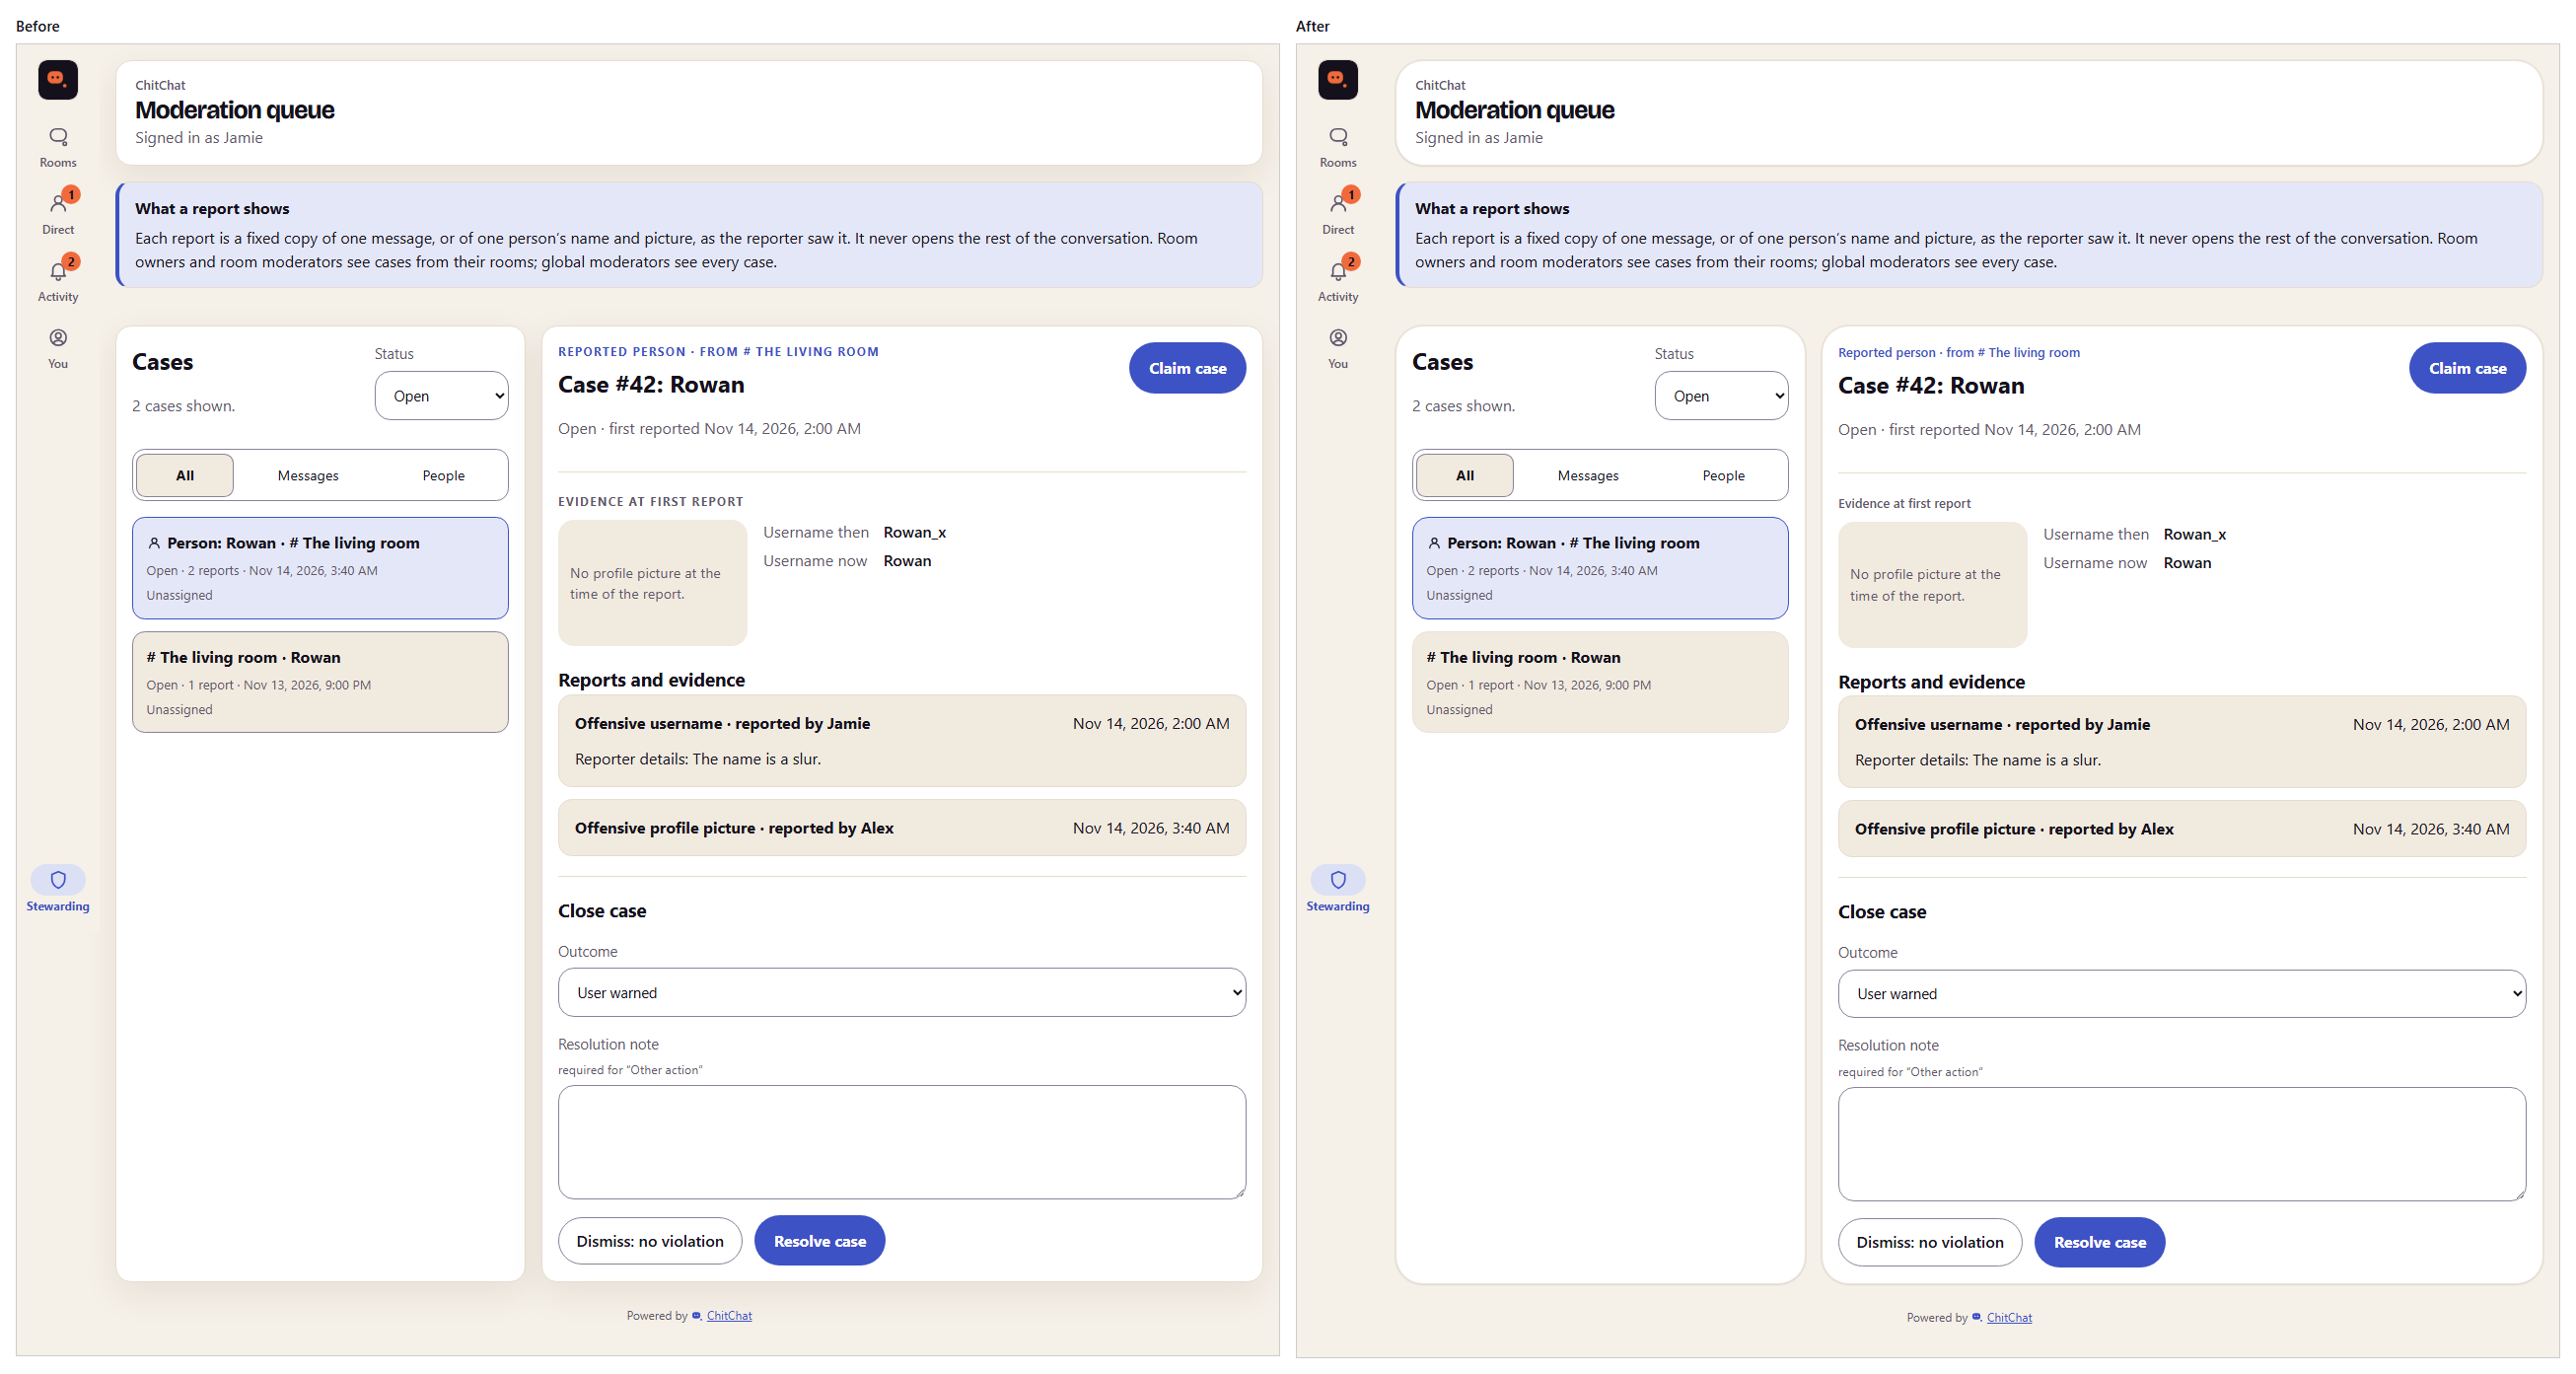 Before
ChitChat
Moderation queue
Signed in as Jamie
Rooms
1
Direct
2
Activity
You
Stewarding
What a report shows
Each report is a fixed copy of one message, or of one person’s name and picture, as the reporter saw it. It never opens the rest of the conversation. Room
owners and room moderators see cases from their rooms; global moderators see every case.
Cases
2 cases shown.
Status
Open
All
Messages
People
Person: Rowan · # The living room
Open · 2 reports · Nov 14, 2026, 3:40 AM
Unassigned
# The living room · Rowan
Open · 1 report · Nov 13, 2026, 9:00 PM
Unassigned
REPORTED PERSON · FROM # THE LIVING ROOM
Case #42: Rowan
Open · first reported Nov 14, 2026, 2:00 AM
Claim case
EVIDENCE AT FIRST REPORT
No profile picture at the
time of the report.
Username then Rowan_x
Username now Rowan
Reports and evidence
Offensive username · reported by Jamie Nov 14, 2026, 2:00 AM
Reporter details: The name is a slur.
Offensive profile picture · reported by Alex Nov 14, 2026, 3:40 AM
Close case
Outcome
User warned
Resolution note
required for “Other action”
Dismiss: no violation
Resolve case
Powered by ChitChat
After
ChitChat
Moderation queue
Signed in as Jamie
Rooms
1
Direct
2
Activity
You
Stewarding
What a report shows
Each report is a fixed copy of one message, or of one person’s name and picture, as the reporter saw it. It never opens the rest of the conversation. Room
owners and room moderators see cases from their rooms; global moderators see every case.
Cases
2 cases shown.
Status
Open
All
Messages
People
Person: Rowan · # The living room
Open · 2 reports · Nov 14, 2026, 3:40 AM
Unassigned
# The living room · Rowan
Open · 1 report · Nov 13, 2026, 9:00 PM
Unassigned
Reported person · from # The living room
Case #42: Rowan
Open · first reported Nov 14, 2026, 2:00 AM
Claim case
Evidence at first report
No profile picture at the
time of the report.
Username then Rowan_x
Username now Rowan
Reports and evidence
Offensive username · reported by Jamie Nov 14, 2026, 2:00 AM
Reporter details: The name is a slur.
Offensive profile picture · reported by Alex Nov 14, 2026, 3:40 AM
Close case
Outcome
User warned
Resolution note
required for “Other action”
Dismiss: no violation
Resolve case
Powered by ChitChat